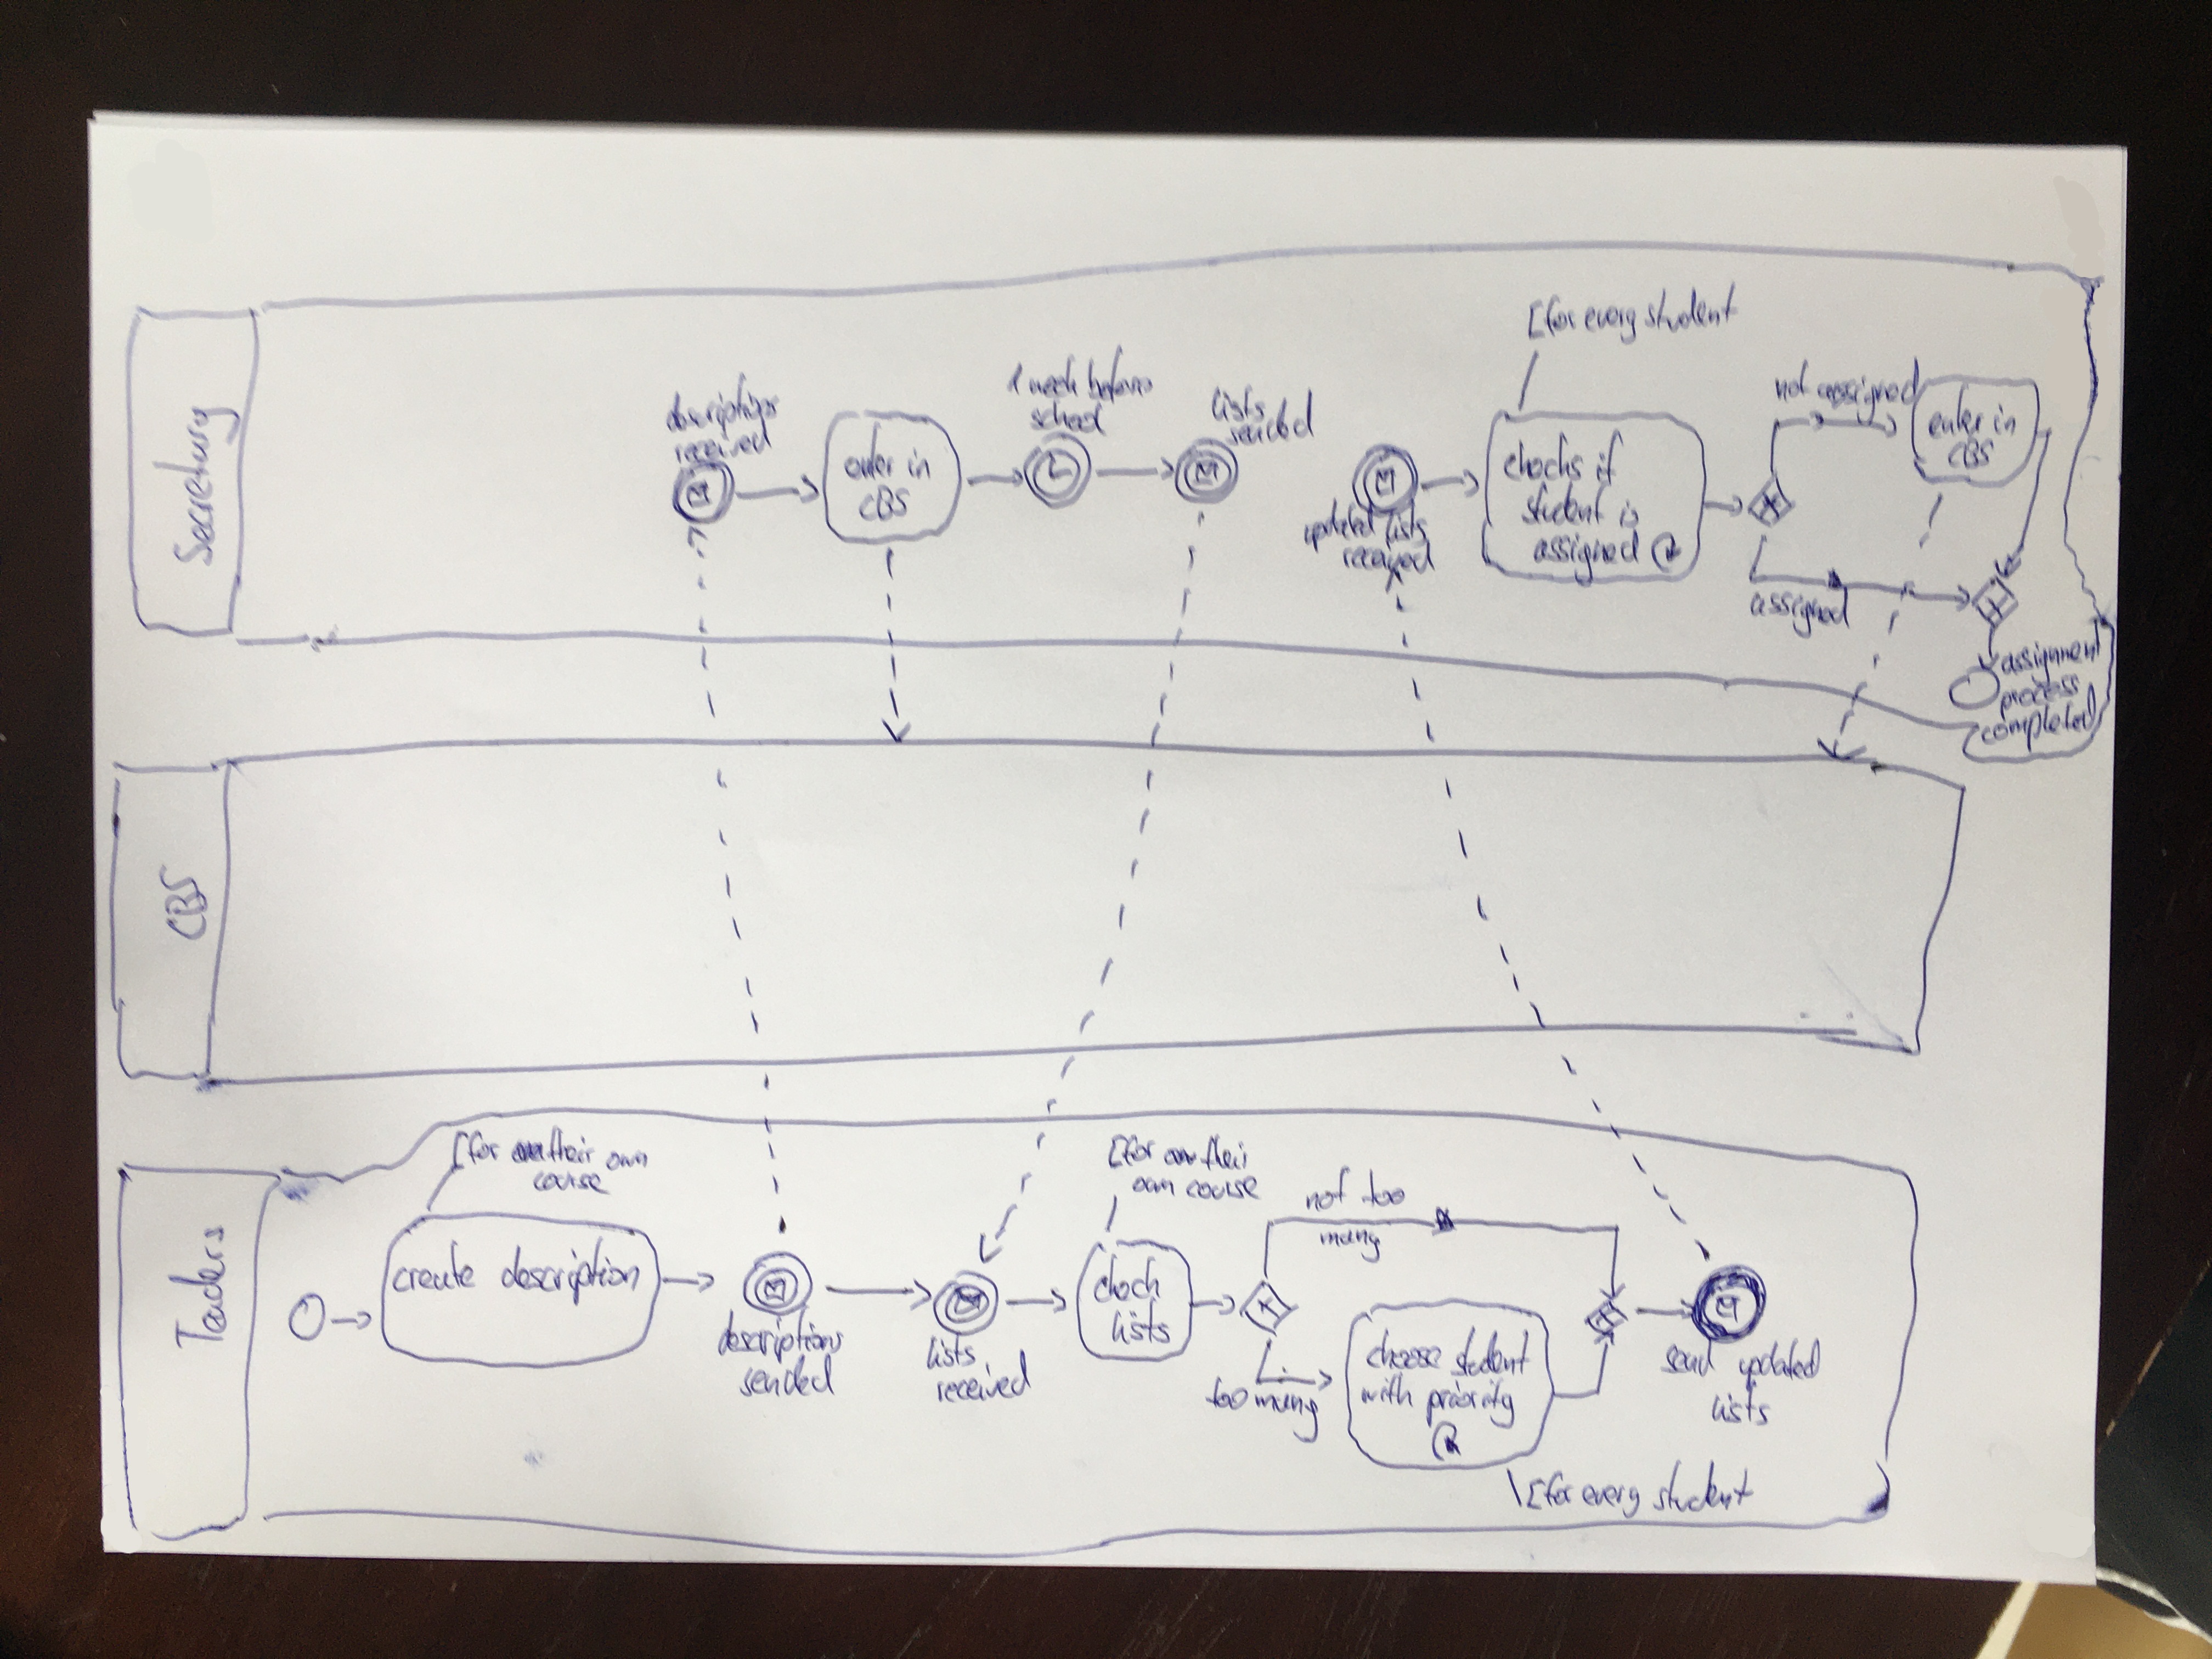 Secretary
descriptions
received
enter in
CBS
1 week before
school
lists
sended
updated lists
received
[for every student
checks if
student is
assigned
not assigned
enter in
CBS
assigned
assignment
process
completed
CBS
[for their own
course
create description
descriptions
sended
lists
received
[for their
own course
check
lists
not too
many
too many
choose student
with priority
[for every student
send updated
lists